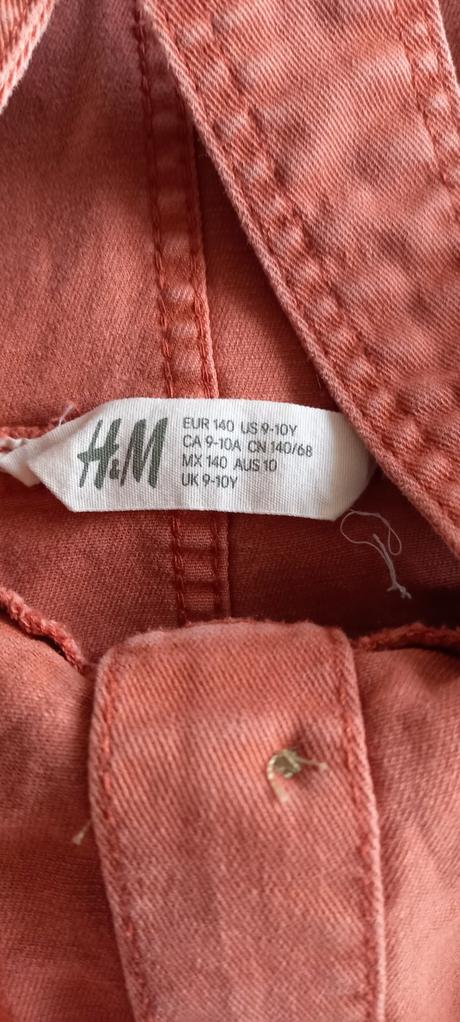 H&M
EUR 140 US 9-10Y
CA 9-10A CN 140/68
MX 140 AUS 10
UK 9-10Y